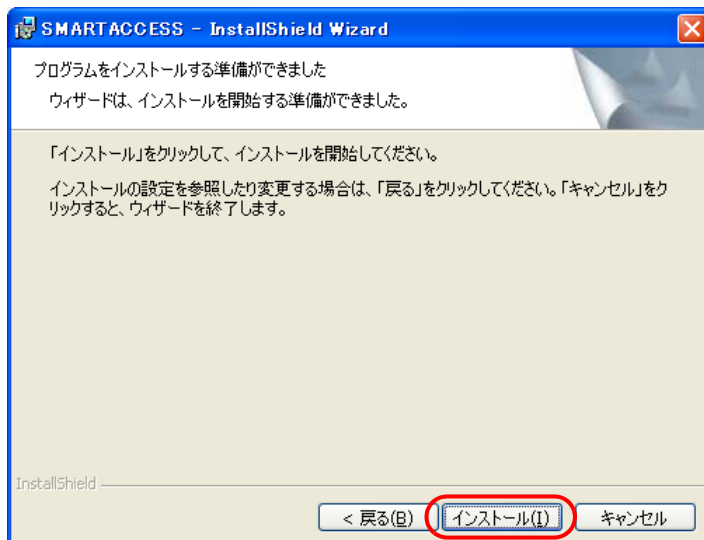 SMARTACCESS - InstallShield Wizard
プログラムをインストールする準備ができました
ウィザードは、インストールを開始する準備ができました。
「インストール」をクリックして、インストールを開始してください。
インストールの設定を参照したり変更する場合は、「戻る」をクリックしてください。「キャンセル」をク
リックすると、ウィザードを終了します。
InstallShield
< 戻る(B) インストール(I) キャンセル